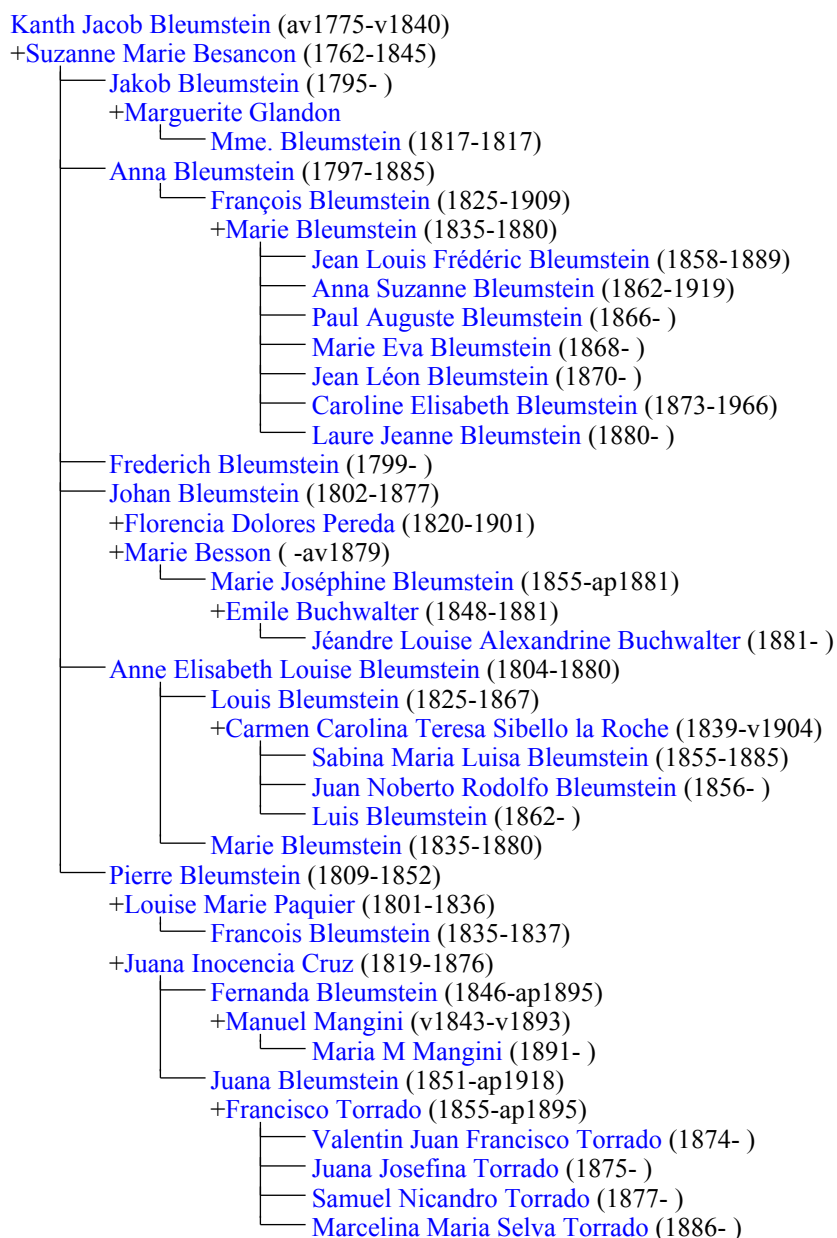 Kanth Jacob Bleumstein (av1775-v1840)
+Suzanne Marie Besancon (1762-1845)
Jakob Bleumstein (1795- )
+Marguerite Glandon
Mme. Bleumstein (1817-1817)
Anna Bleumstein (1797-1885)
François Bleumstein (1825-1909)
+Marie Bleumstein (1835-1880)
Jean Louis Frédéric Bleumstein (1858-1889)
Anna Suzanne Bleumstein (1862-1919)
Paul Auguste Bleumstein (1866- )
Marie Eva Bleumstein (1868- )
Jean Léon Bleumstein (1870- )
Caroline Elisabeth Bleumstein (1873-1966)
Laure Jeanne Bleumstein (1880- )
Frederich Bleumstein (1799- )
Johan Bleumstein (1802-1877)
+Florencia Dolores Pereda (1820-1901)
+Marie Besson ( -av1879)
Marie Joséphine Bleumstein (1855-ap1881)
+Emile Buchwalter (1848-1881)
Jéandre Louise Alexandrine Buchwalter (1881- )
Anne Elisabeth Louise Bleumstein (1804-1880)
Louis Bleumstein (1825-1867)
+Carmen Carolina Teresa Sibello la Roche (1839-v1904)
Sabina Maria Luisa Bleumstein (1855-1885)
Juan Noberto Rodolfo Bleumstein (1856- )
Luis Bleumstein (1862- )
Marie Bleumstein (1835-1880)
Pierre Bleumstein (1809-1852)
+Louise Marie Paquier (1801-1836)
Francois Bleumstein (1835-1837)
+Juana Inocencia Cruz (1819-1876)
Fernanda Bleumstein (1846-ap1895)
+Manuel Mangini (v1843-v1893)
Maria M Mangini (1891- )
Juana Bleumstein (1851-ap1918)
+Francisco Torrado (1855-ap1895)
Valentin Juan Francisco Torrado (1874- )
Juana Josefina Torrado (1875- )
Samuel Nicandro Torrado (1877- )
Marcelina Maria Selva Torrado (1886- )